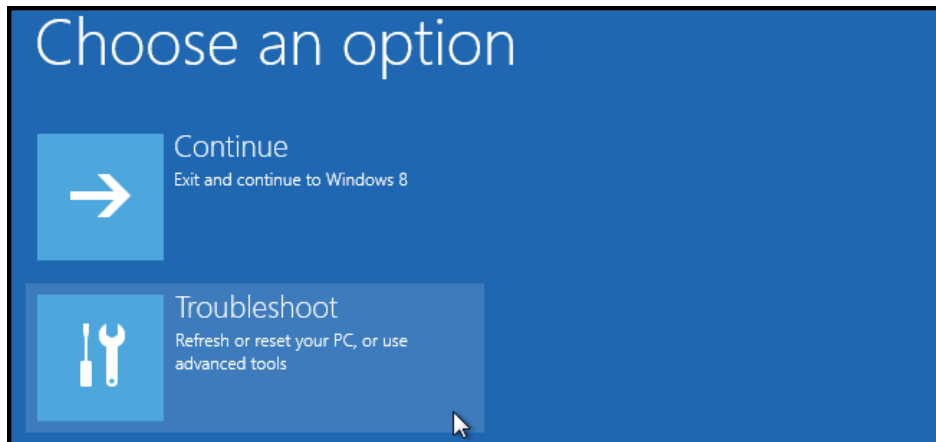 Choose an option
Continue
Exit and continue to Windows 8
Troubleshoot
Refresh or reset your PC, or use
advanced tools